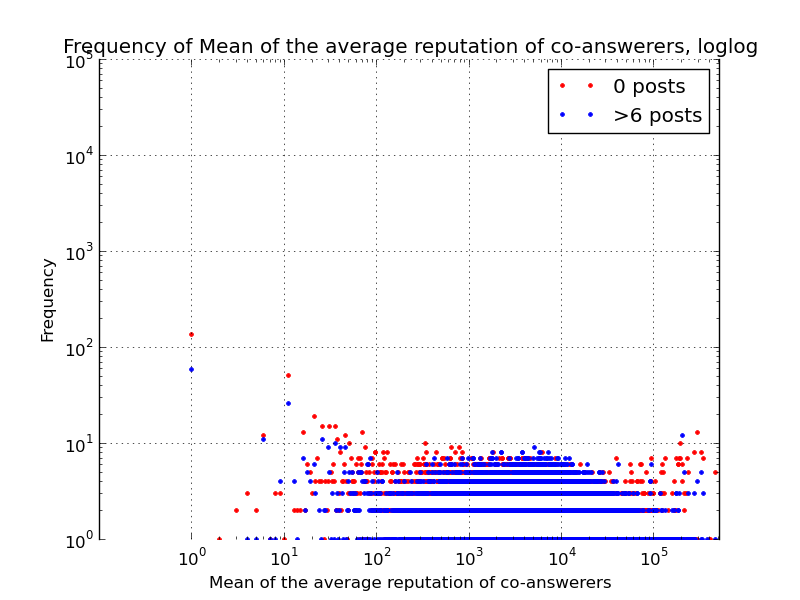 Frequency of Mean of the average reputation of co-answerers, loglog
0 posts
>6 posts
Frequency
10^5
10^4
10^3
10^2
10^1
10^0
10^0 10^1 10^2 10^3 10^4 10^5
Mean of the average reputation of co-answerers